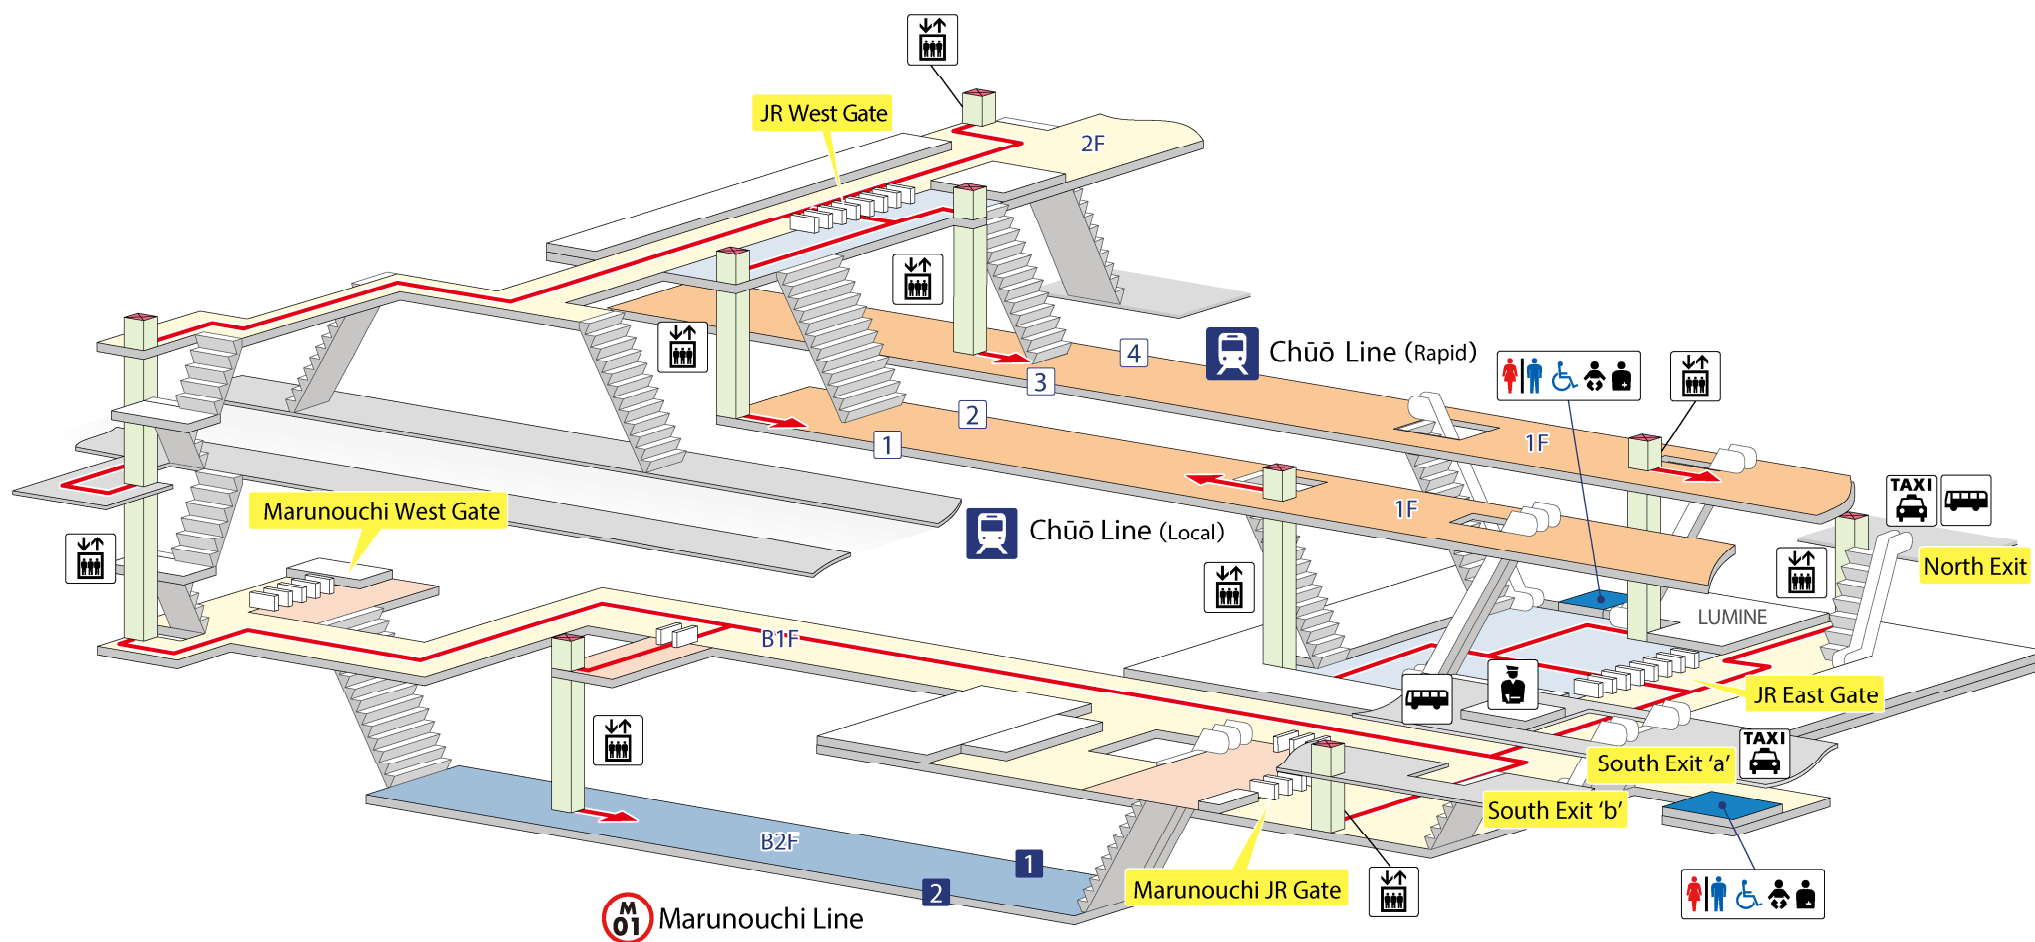 JR West Gate
2F
4
Chūō Line (Rapid)
3
2
1
1F
TAXI
Marunouchi West Gate
1F
Chūō Line (Local)
North Exit
LUMINE
B1F
JR East Gate
TAXI
South Exit ‘a’
South Exit ‘b’
B2F
1
2
Marunouchi JR Gate
M
01
Marunouchi Line